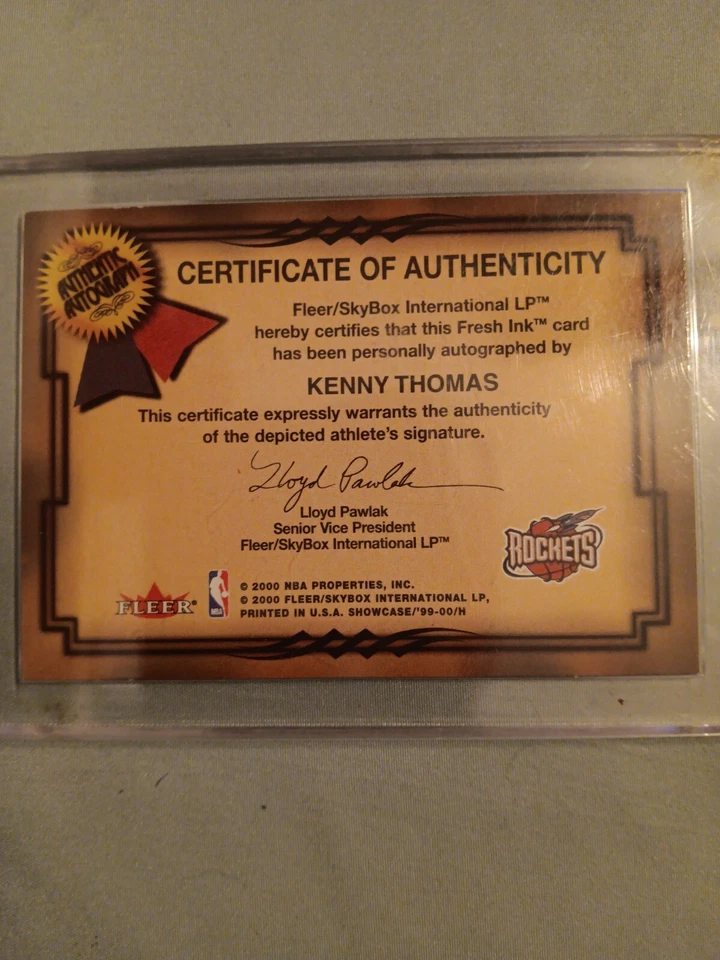 AUTHENTIC
AUTOGRAPH
CERTIFICATE OF AUTHENTICITY
Fleer/SkyBox International LP™
hereby certifies that this Fresh Ink™ card
has been personally autographed by
KENNY THOMAS
This certificate expressly warrants the authenticity
of the depicted athlete's signature.
Lloyd Pawlak
Lloyd Pawlak
Senior Vice President
Fleer/SkyBox International LP™
ROCKETS
FLEER®
NBA
© 2000 NBA PROPERTIES, INC.
© 2000 FLEER/SKYBOX INTERNATIONAL LP,
PRINTED IN U.S.A. SHOWCASE/'99-00/H